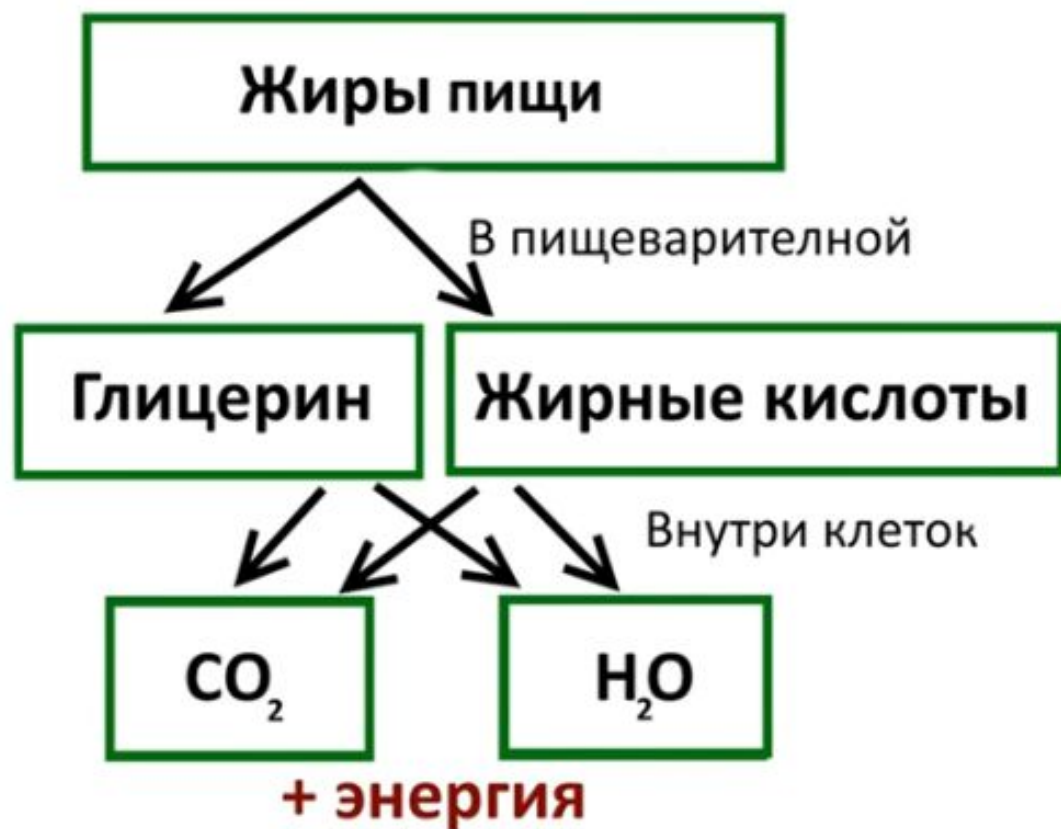 Жиры пищи
В пищеварителной
Глицерин
Жирные кислоты
Внутри клеток
CO₂
H₂O
+ энергия